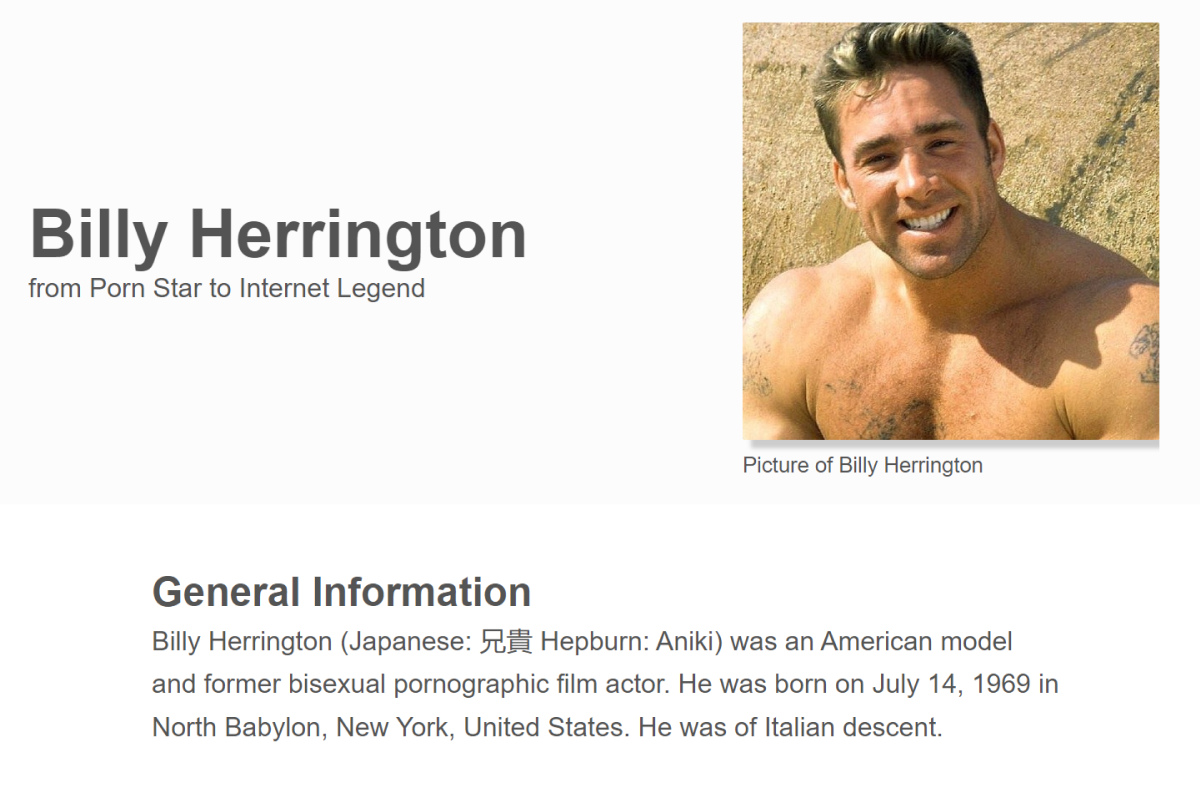 Billy Herrington
from Porn Star to Internet Legend
Picture of Billy Herrington
General Information
Billy Herrington (Japanese: 兄貴 Hepburn: Aniki) was an American model
and former bisexual pornographic film actor. He was born on July 14, 1969 in
North Babylon, New York, United States. He was of Italian descent.